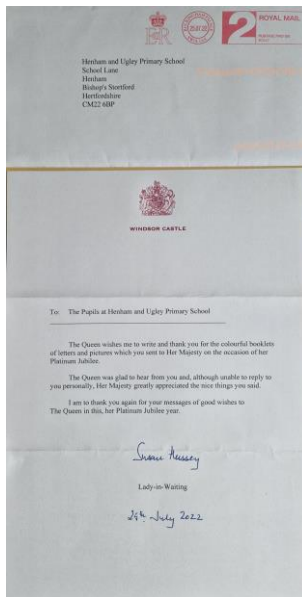 E II R
ROYAL MAIL
2
Henham and Ugley Primary School
School Lane
Henham
Bishop's Stortford
Hertfordshire
CM22 6BP
WINDSOR CASTLE
To: The Pupils at Henham and Ugley Primary School
The Queen wishes me to write and thank you for the colourful booklets
of letters and pictures which you sent to Her Majesty on the occasion of her
Platinum Jubilee.
The Queen was glad to hear from you and, although unable to reply to
you personally, Her Majesty greatly appreciated the nice things you said.
I am to thank you again for your messages of good wishes to
The Queen in this, her Platinum Jubilee year.
Susan Hussey
Lady-in-Waiting
28th July 2022